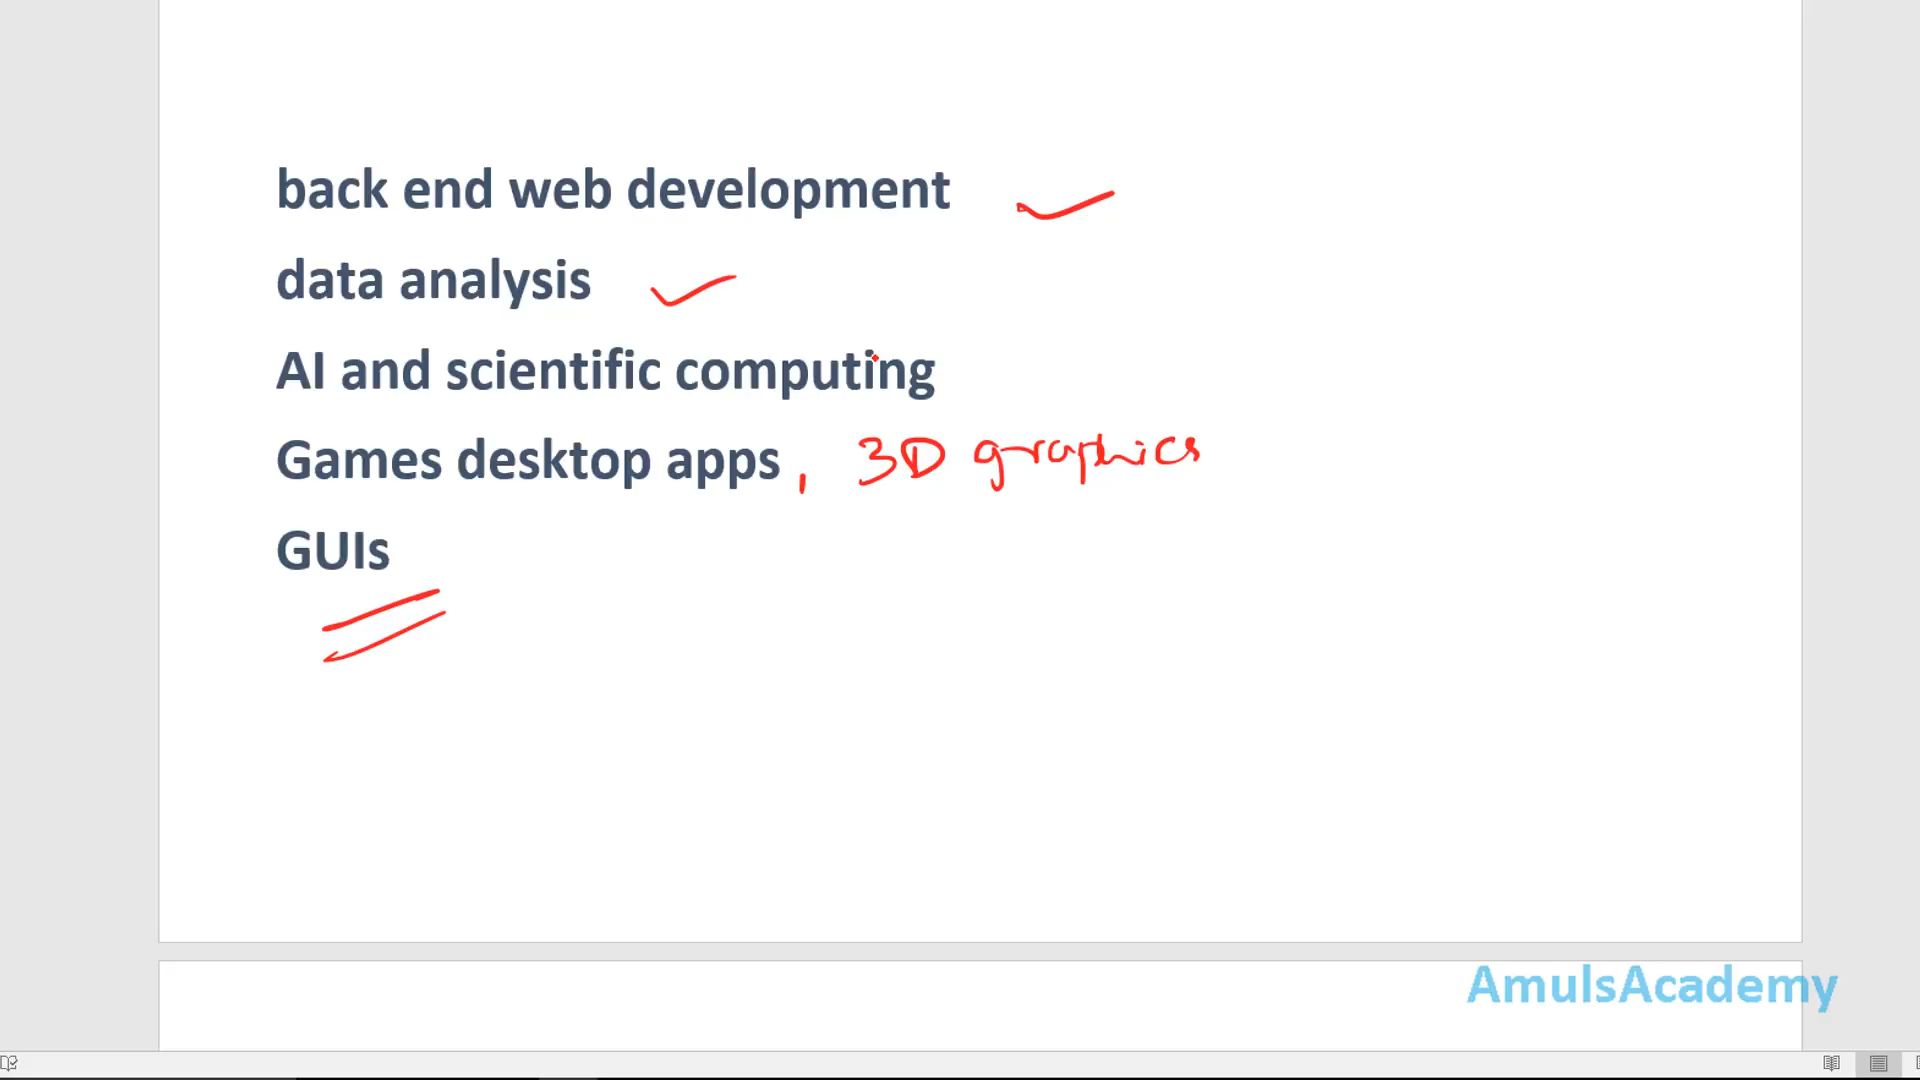 back end web development
data analysis
AI and scientific computing
Games desktop apps , 3D graphics
GUIs
AmulsAcademy